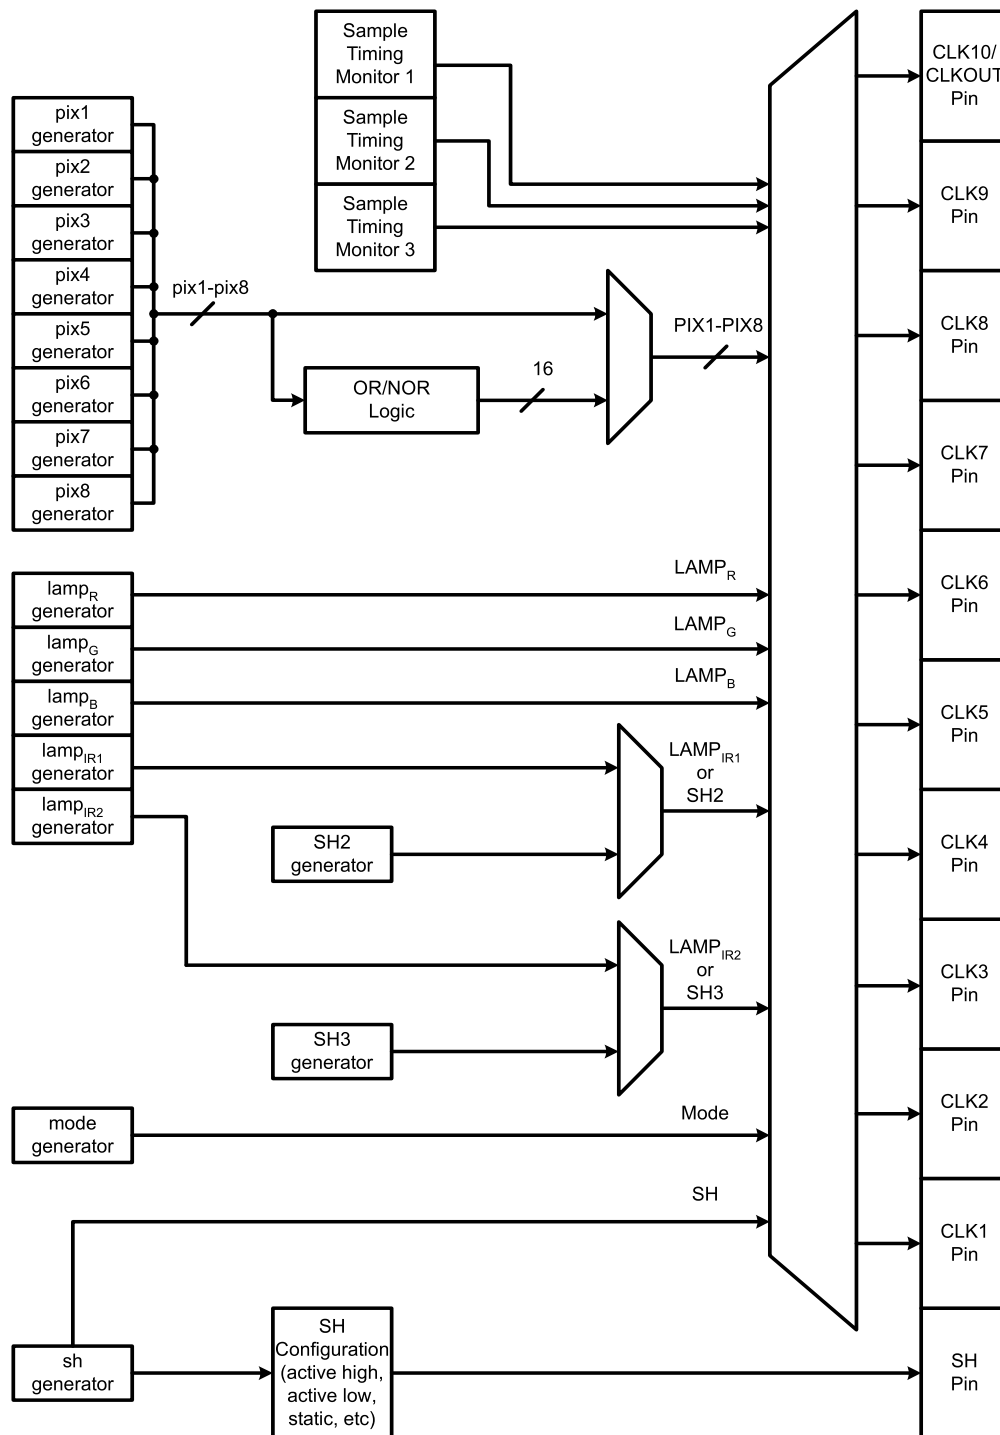 Sample
Timing
Monitor 1
Sample
Timing
Monitor 2
Sample
Timing
Monitor 3
pix1
generator
pix2
generator
pix3
generator
pix4
generator
pix5
generator
pix6
generator
pix7
generator
pix8
generator
pix1-pix8
OR/NOR
Logic
16
PIX1-PIX8
lampR
generator
lampG
generator
lampB
generator
lampIR1
generator
lampIR2
generator
LAMPR
LAMPG
LAMPB
SH2
generator
LAMPIR1
or
SH2
SH3
generator
LAMPIR2
or
SH3
mode
generator
Mode
SH
sh
generator
SH
Configuration
(active high,
active low,
static, etc)
CLK10/
CLKOUT
Pin
CLK9
Pin
CLK8
Pin
CLK7
Pin
CLK6
Pin
CLK5
Pin
CLK4
Pin
CLK3
Pin
CLK2
Pin
CLK1
Pin
SH
Pin